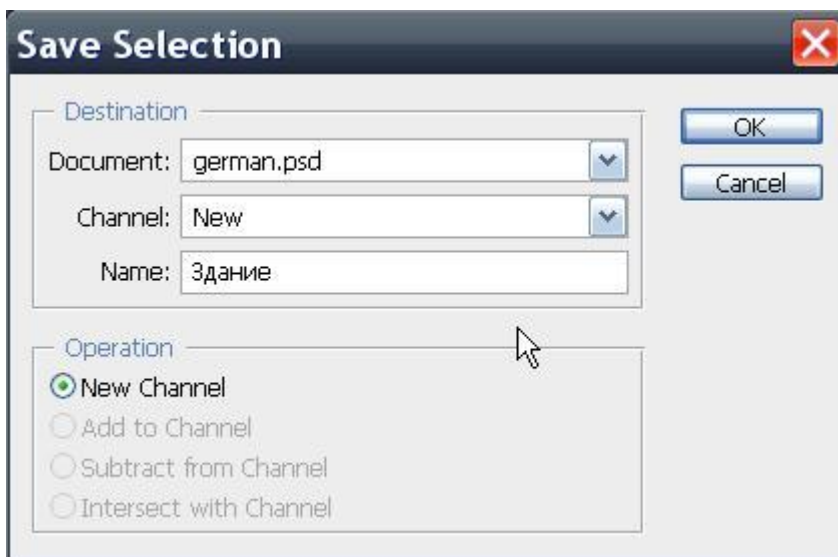 Save Selection
Destination
OK
Document: german.psd
Cancel
Channel: New
Name: Здание
Operation
New Channel
Add to Channel
Subtract from Channel
Intersect with Channel